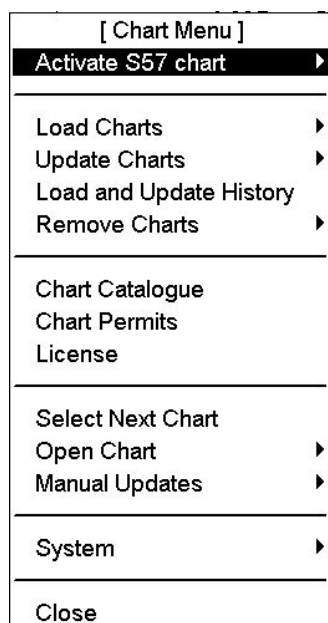 [ Chart Menu ]
Activate S57 chart
Load Charts
Update Charts
Load and Update History
Remove Charts
Chart Catalogue
Chart Permits
License
Select Next Chart
Open Chart
Manual Updates
System
Close